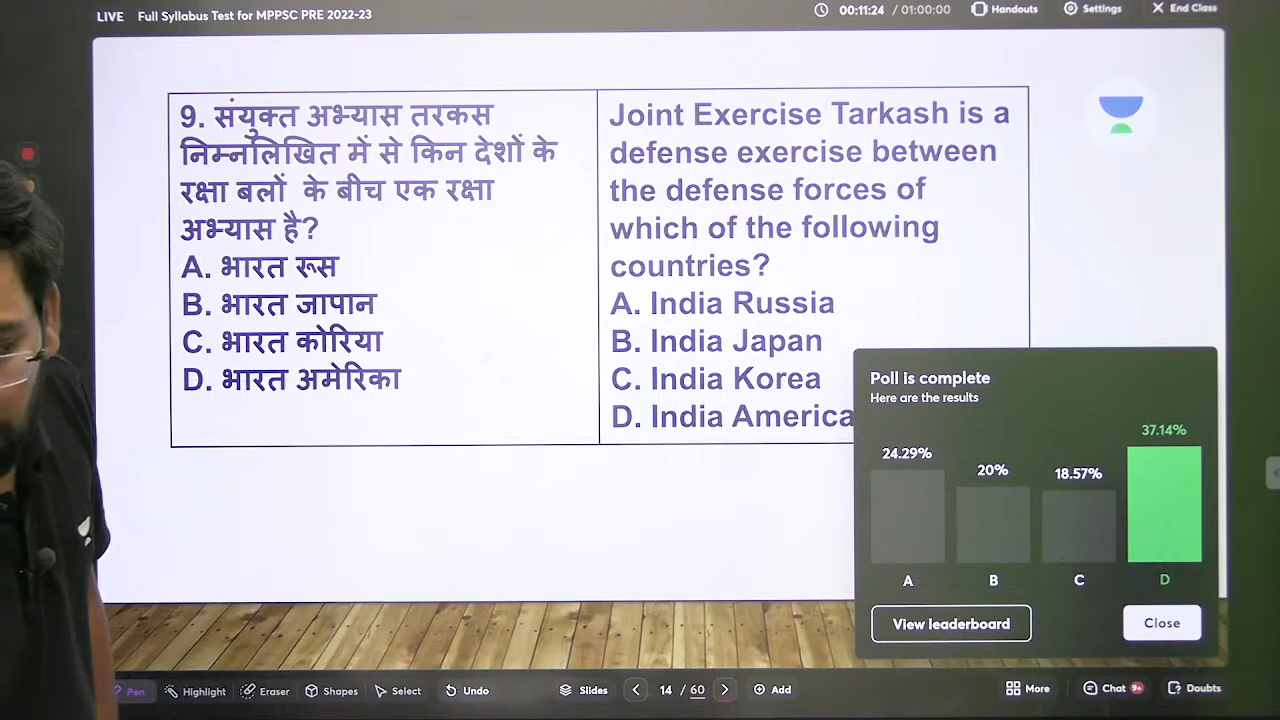 LIVE Full Syllabus Test for MPPSC PRE 2022-23
00:11:24 / 01:00:00 Handouts Settings End Class
9. संयुक्त अभ्यास तरकस
निम्नलिखित में से किन देशों के
रक्षा बलों के बीच एक रक्षा
अभ्यास है?
A. भारत रूस
B. भारत जापान
C. भारत कोरिया
D. भारत अमेरिका
Joint Exercise Tarkash is a
defense exercise between
the defense forces of
which of the following
countries?
A. India Russia
B. India Japan
C. India Korea
D. India America
Poll is complete
Here are the results
24.29% 20% 18.57% 37.14%
A B C D
View leaderboard Close
Pen Highlight Eraser Shapes Select Undo Slides 14 / 60 Add More Chat 9+ Doubts